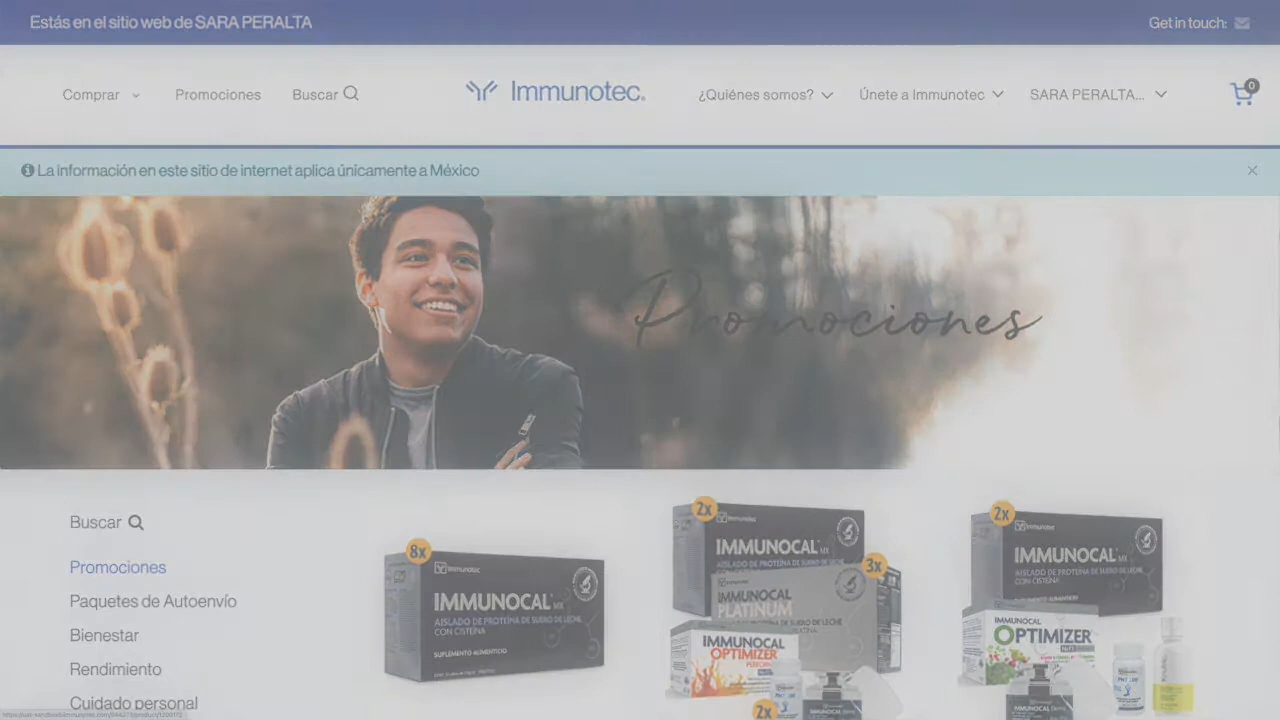 Estás en el sitio web de SARA PERALTA
Get in touch:
Comprar
Promociones
Buscar
Immunotec
¿Quiénes somos?
Únete a Immunotec
SARA PERALTA...
0
La información en este sitio de internet aplica únicamente a México
Promociones
Buscar
Promociones
Paquetes de Autoenvío
Bienestar
Rendimiento
Cuidado personal
8x
Immunotec
IMMUNOCAL MX
AISLADO DE PROTEÍNA DE SUERO DE LECHE
CON CISTEÍNA
SUPLEMENTO ALIMENTICIO
2x
Immunotec
IMMUNOCAL MX
AISLADO DE PROTEÍNA DE SUERO DE LECHE
3x
IMMUNOCAL
PLATINUM
IMMUNOCAL
OPTIMIZER
2x
2x
Immunotec
IMMUNOCAL MX
AISLADO DE PROTEÍNA DE SUERO DE LECHE
CON CISTEÍNA
SUPLEMENTO ALIMENTICIO
IMMUNOCAL
OPTIMIZER